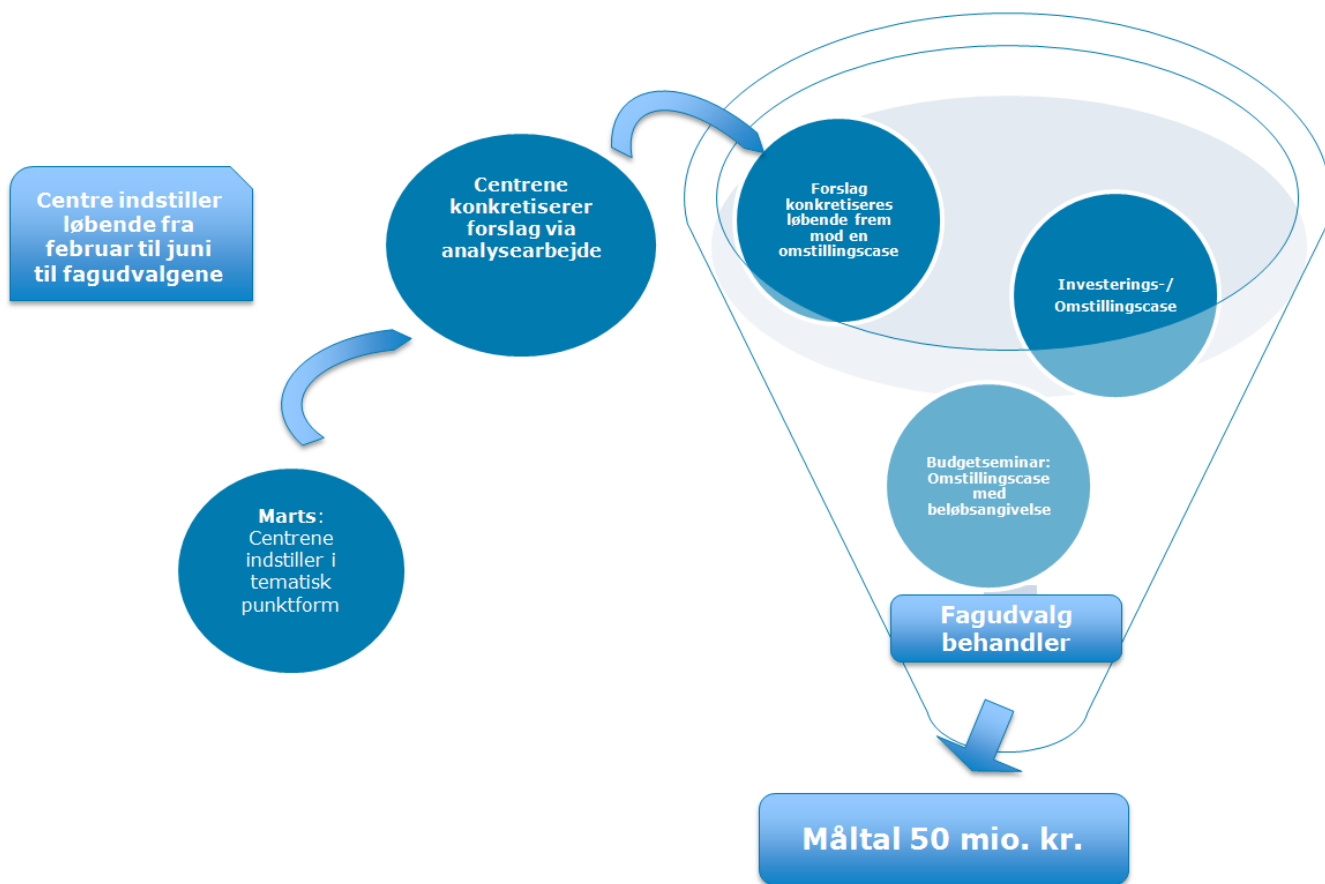 Centre indstiller
løbende fra
februar til juni
til fagudvalgene
Marts:
Centrene
indstiller i
tematisk
punktform
Centrene
konkretiserer
forslag via
analysearbejde
Forslag
konkretiseres
løbende frem
mod en
omstillingscase
Investerings-/
Omstillingscase
Budgetseminar:
Omstillingscase
med
beløbsangivelse
Fagudvalg
behandler
Måltal 50 mio. kr.